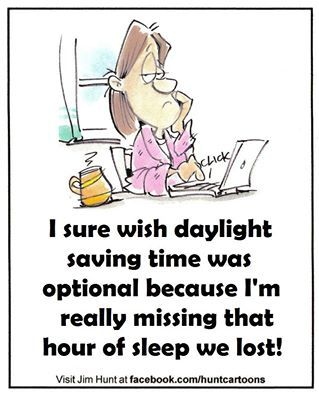 CLICK
I sure wish daylight
saving time was
optional because I'm
really missing that
hour of sleep we lost!
Visit Jim Hunt at facebook.com/huntcartoons